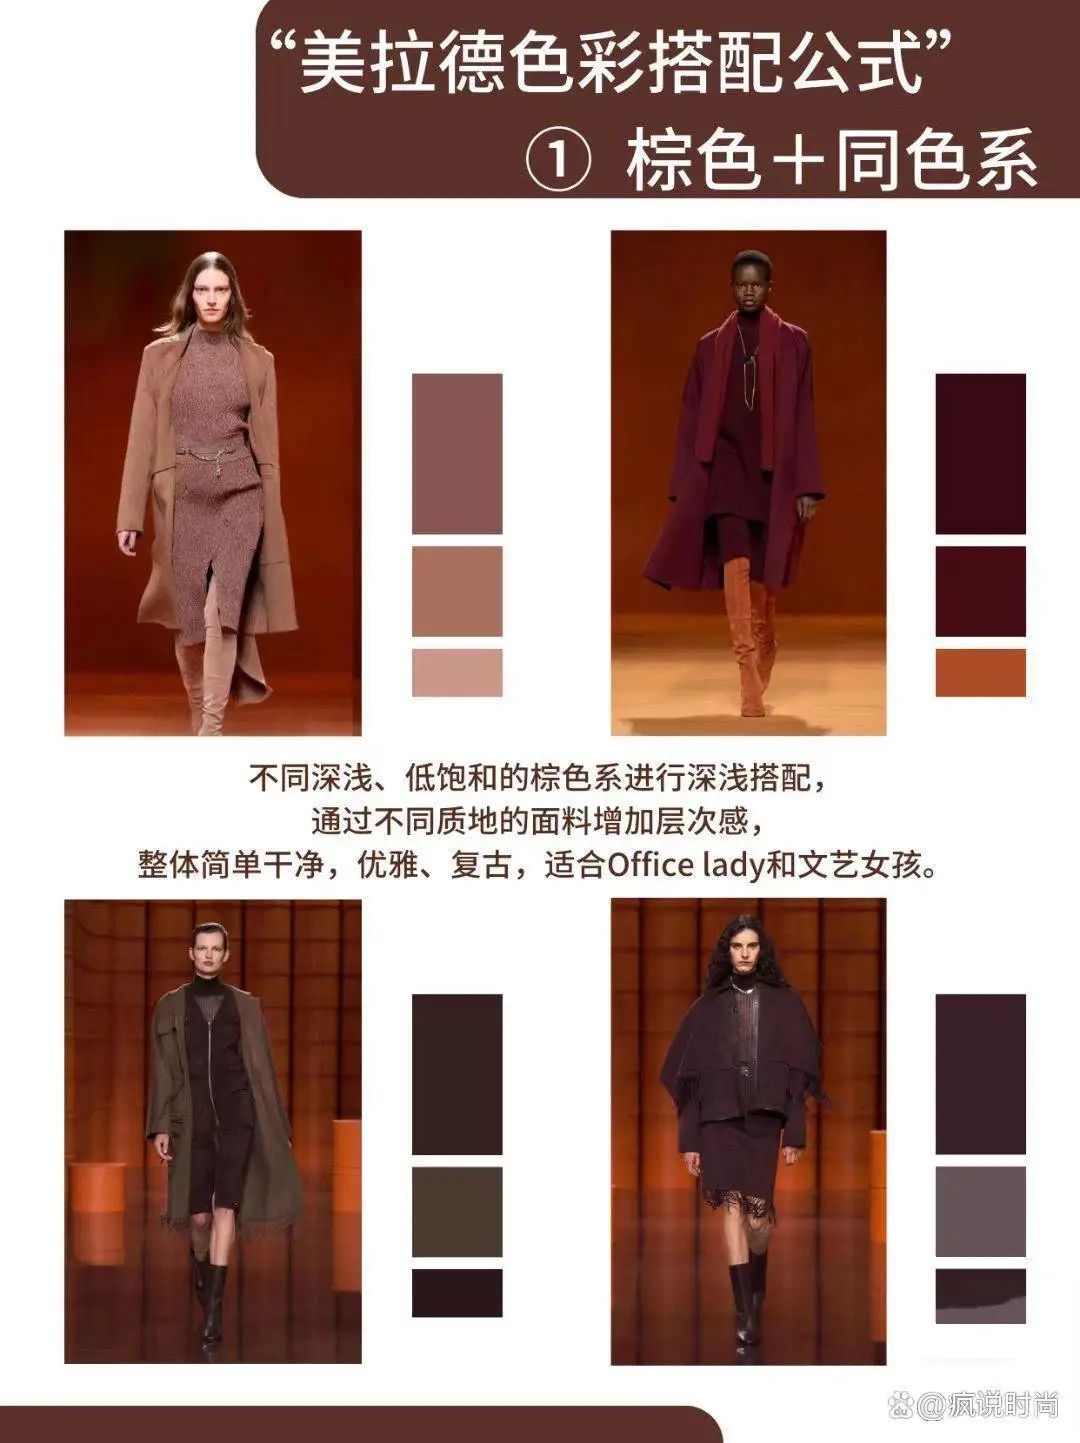 “美拉德色彩搭配公式”
① 棕色＋同色系
不同深浅、低饱和的棕色系进行深浅搭配，
通过不同质地的面料增加层次感，
整体简单干净，优雅、复古，适合Office lady和文艺女孩。
du @疯说时尚